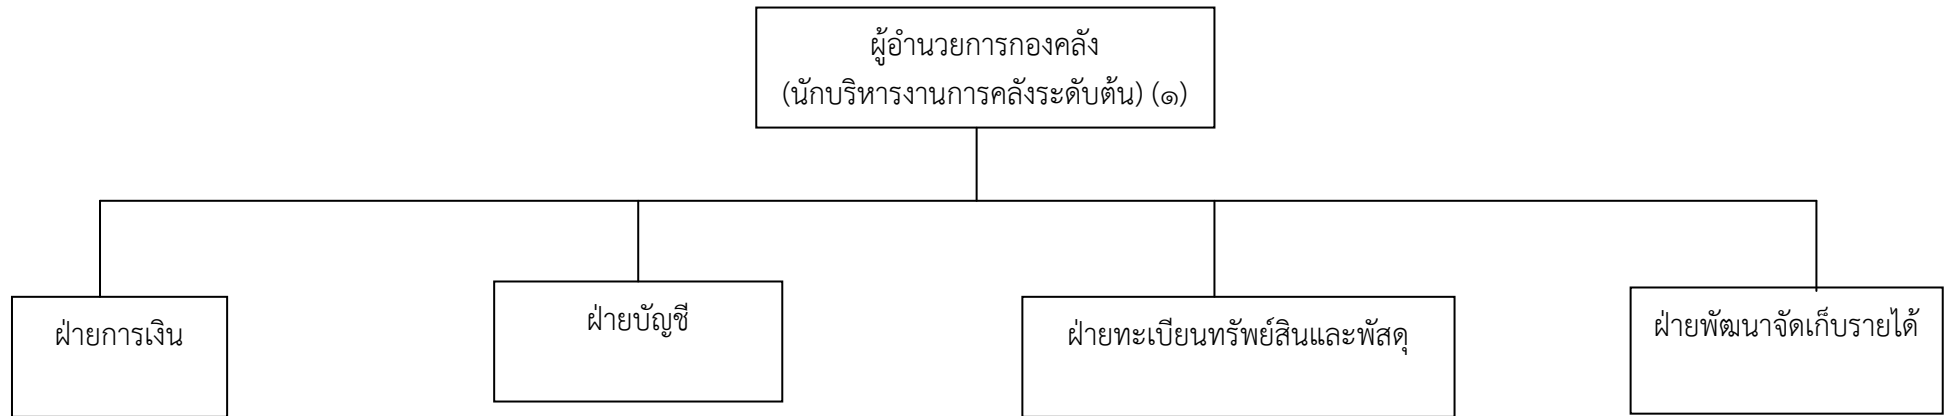 ผู้อำนวยการกองคลัง
(นักบริหารงานการคลังระดับต้น) (๑)
ฝ่ายการเงิน
ฝ่ายบัญชี
ฝ่ายทะเบียนทรัพย์สินและพัสดุ
ฝ่ายพัฒนาจัดเก็บรายได้